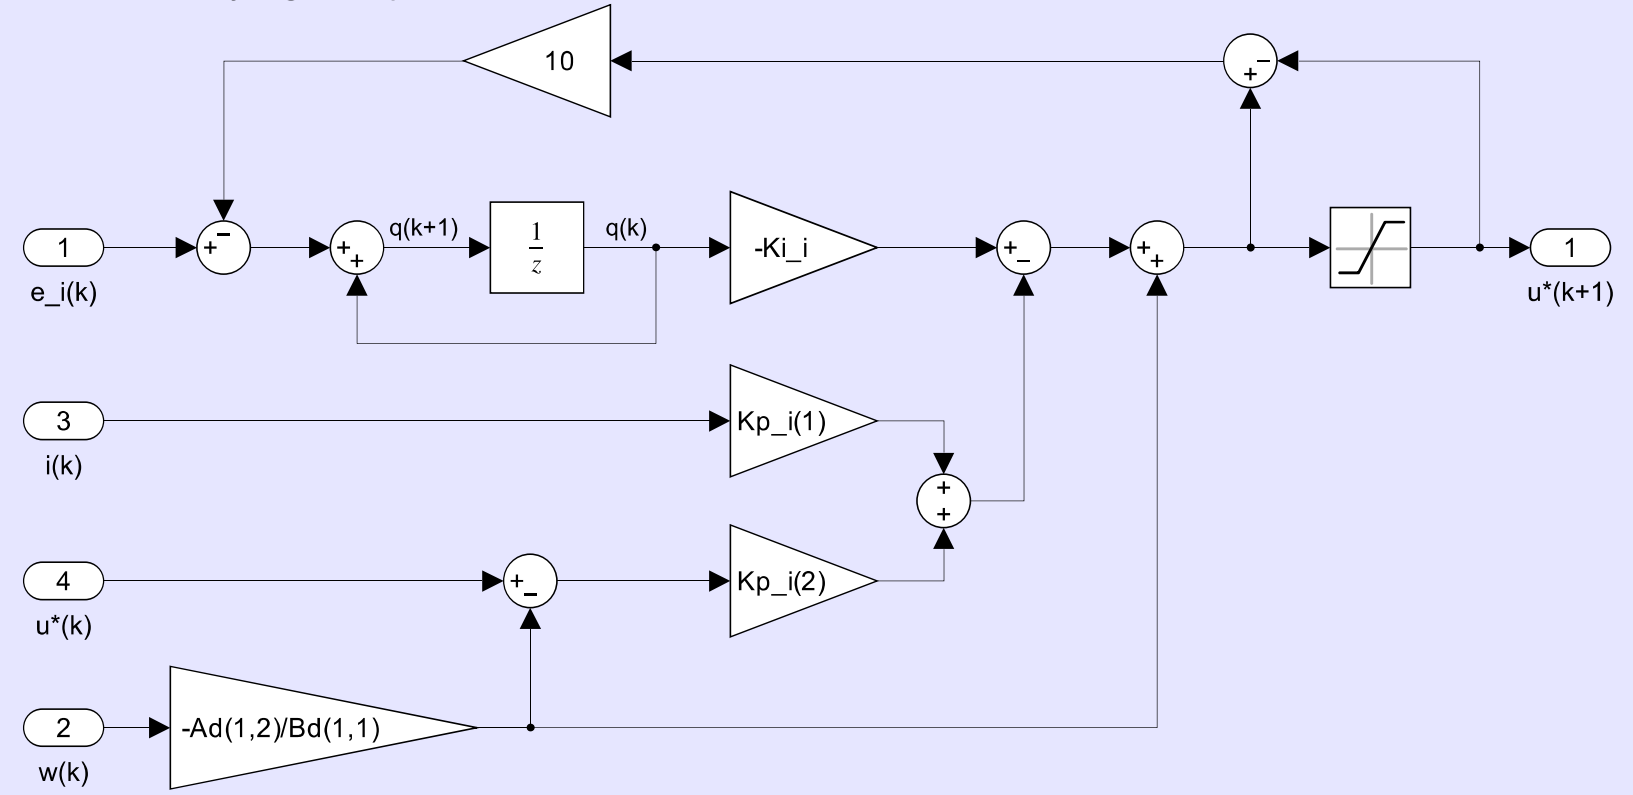 10
+
−
−
+
1
e_i(k)
+
−
+
+
q(k+1)
1
z
q(k)
-Ki_i
+
−
+
+
1
u*(k+1)
3
i(k)
Kp_i(1)
+
+
4
u*(k)
+
−
Kp_i(2)
2
w(k)
-Ad(1,2)/Bd(1,1)